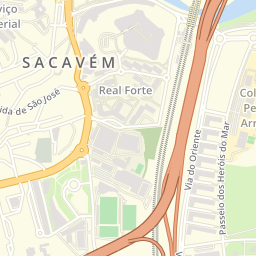 viço
erial
SACAVÉM
Real Forte
ida de São José
Col
Pe
Arr
Via do Oriente
Passeio dos Heróis do Mar